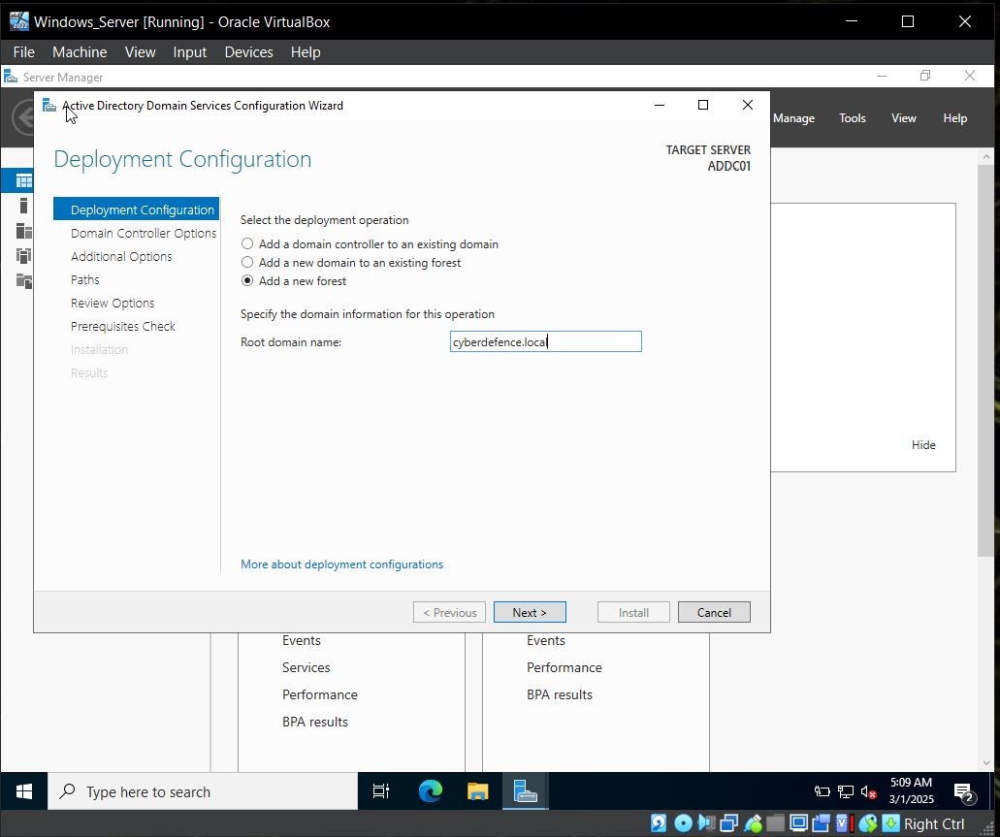 Windows_Server [Running] - Oracle VirtualBox
File Machine View Input Devices Help
Server Manager
Active Directory Domain Services Configuration Wizard
Manage Tools View Help
Deployment Configuration
TARGET SERVER
ADDC01
Deployment Configuration
Domain Controller Options
Additional Options
Paths
Review Options
Prerequisites Check
Installation
Results
Select the deployment operation
Add a domain controller to an existing domain
Add a new domain to an existing forest
Add a new forest
Specify the domain information for this operation
Root domain name: cyberdefence.local
Hide
More about deployment configurations
< Previous Next > Install Cancel
Events Events
Services Performance
Performance BPA results
BPA results
Type here to search
5:09 AM
3/1/2025
2
Right Ctrl